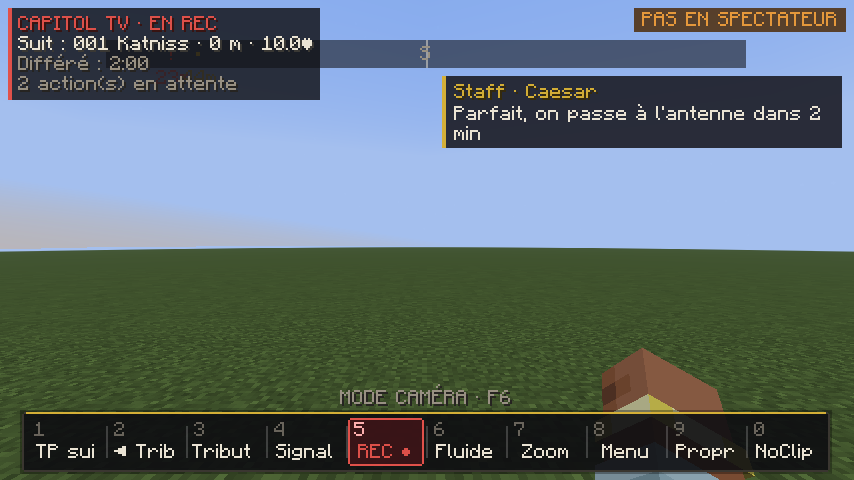 CAPITOL TV · EN REC
Suit : 001 Katniss · 0 m · 10.0♥
Différé : 2:00
2 action(s) en attente
PAS EN SPECTATEUR
S
Staff · Caesar
Parfait, on passe à l'antenne dans 2
min
MODE CAMÉRA · F6
1 2 3 4 5 6 7 8 9 0
TP sui ◄ Trib Tribut Signal REC ● Fluide Zoom Menu Propr NoClip